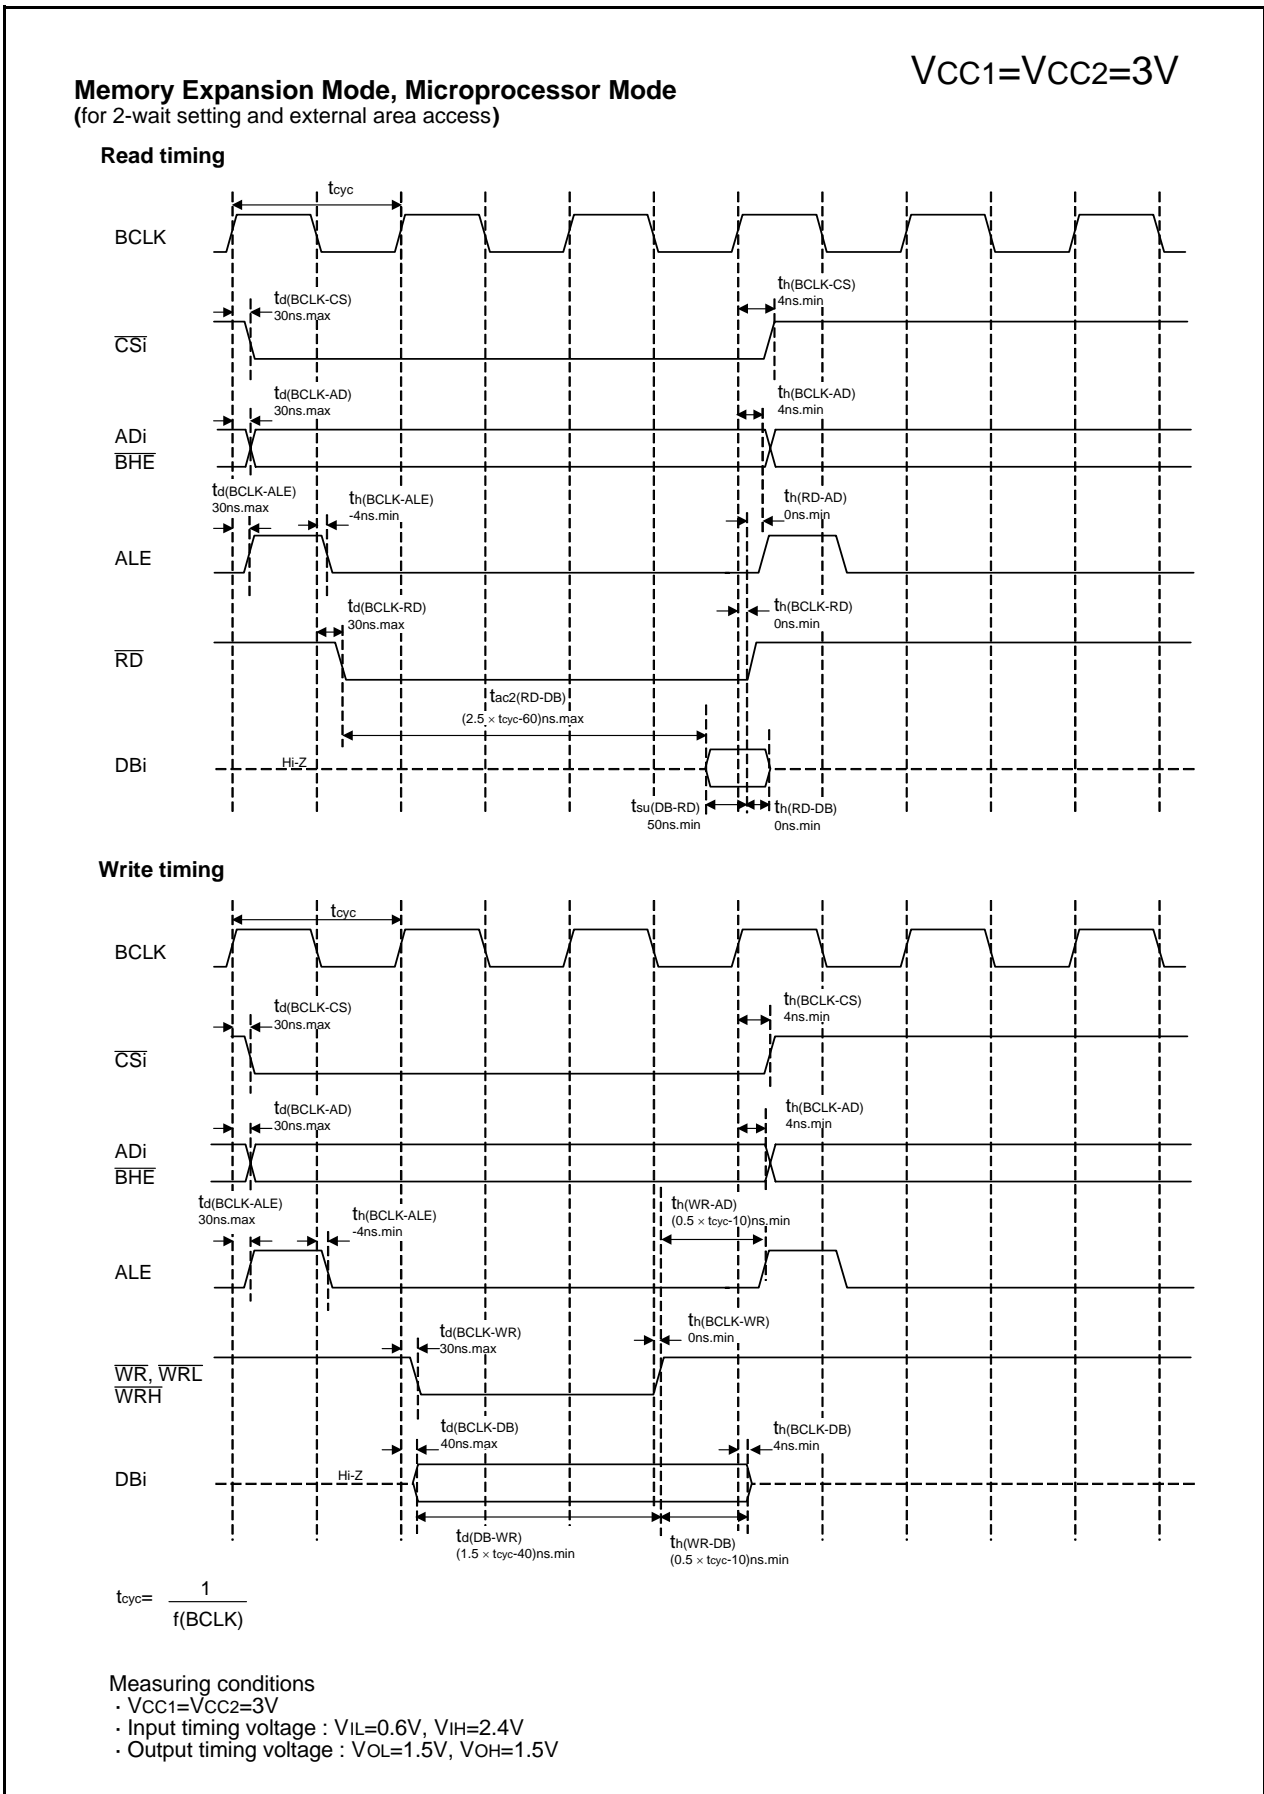 VCC1=VCC2=3V
Memory Expansion Mode, Microprocessor Mode
(for 2-wait setting and external area access)
Read timing
tcyc
BCLK
td(BCLK-CS)
30ns.max
th(BCLK-CS)
4ns.min
CSi
td(BCLK-AD)
30ns.max
th(BCLK-AD)
4ns.min
ADi
BHE
td(BCLK-ALE)
30ns.max
th(BCLK-ALE)
-4ns.min
th(RD-AD)
0ns.min
ALE
td(BCLK-RD)
30ns.max
th(BCLK-RD)
0ns.min
RD
tac2(RD-DB)
(2.5 × tcyc-60)ns.max
DBi
Hi-Z
tsu(DB-RD)
50ns.min
th(RD-DB)
0ns.min
Write timing
tcyc
BCLK
td(BCLK-CS)
30ns.max
th(BCLK-CS)
4ns.min
CSi
td(BCLK-AD)
30ns.max
th(BCLK-AD)
4ns.min
ADi
BHE
td(BCLK-ALE)
30ns.max
th(BCLK-ALE)
-4ns.min
th(WR-AD)
(0.5 × tcyc-10)ns.min
ALE
td(BCLK-WR)
30ns.max
th(BCLK-WR)
0ns.min
WR, WRL
WRH
td(BCLK-DB)
40ns.max
th(BCLK-DB)
4ns.min
DBi
Hi-Z
td(DB-WR)
(1.5 × tcyc-40)ns.min
th(WR-DB)
(0.5 × tcyc-10)ns.min
tcyc= 1
f(BCLK)
Measuring conditions
· VCC1=VCC2=3V
· Input timing voltage : VIL=0.6V, VIH=2.4V
· Output timing voltage : VOL=1.5V, VOH=1.5V